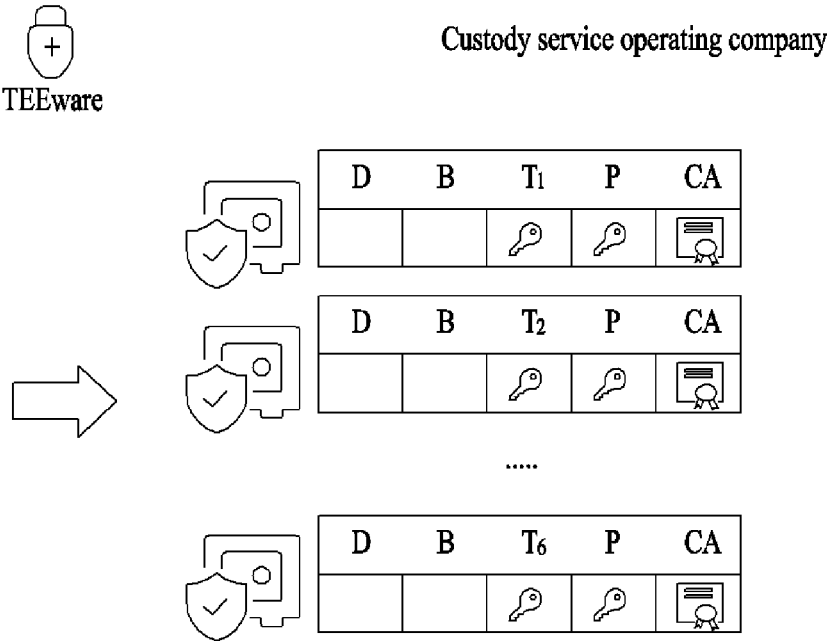 Custody service operating company
TEEware
D B T1 P CA
D B T2 P CA
.....
D B T6 P CA